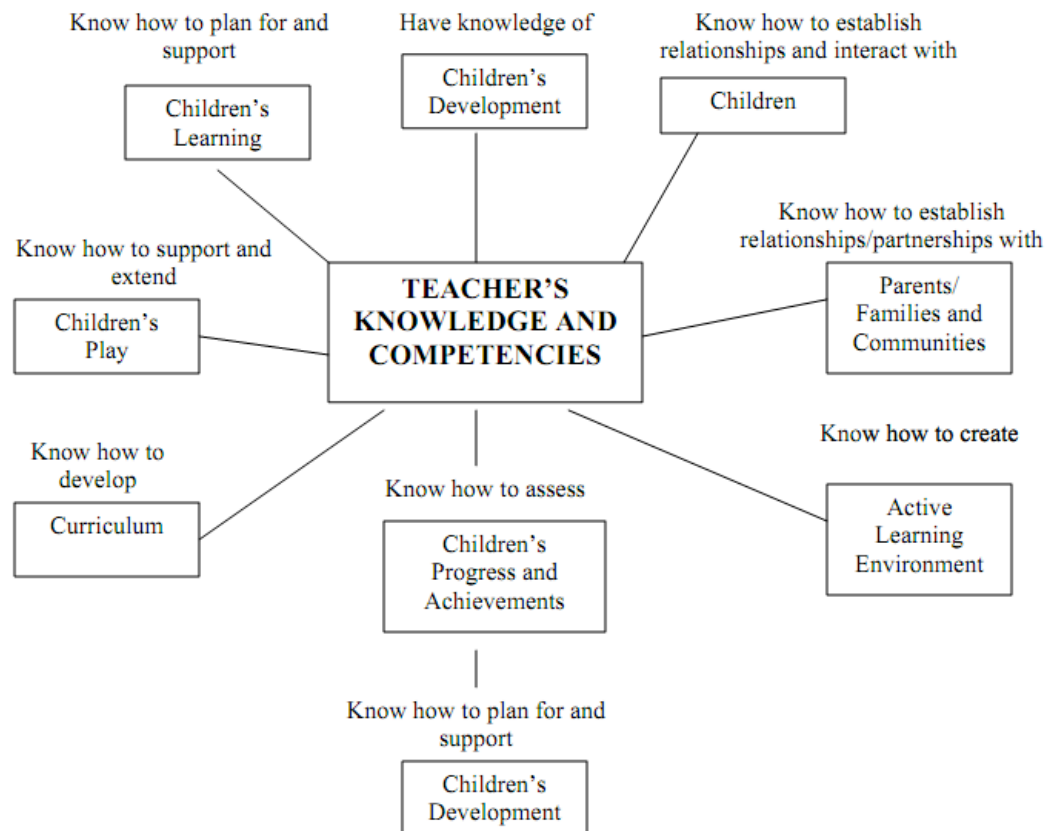 Know how to plan for and
support
Children's
Learning
Have knowledge of
Children's
Development
Know how to establish
relationships and interact with
Children
Know how to support and
extend
Children's
Play
TEACHER'S
KNOWLEDGE AND
COMPETENCIES
Know how to establish
relationships/partnerships with
Parents/
Families and
Communities
Know how to
develop
Curriculum
Know how to assess
Children's
Progress and
Achievements
Know how to create
Active
Learning
Environment
Know how to plan for and
support
Children's
Development